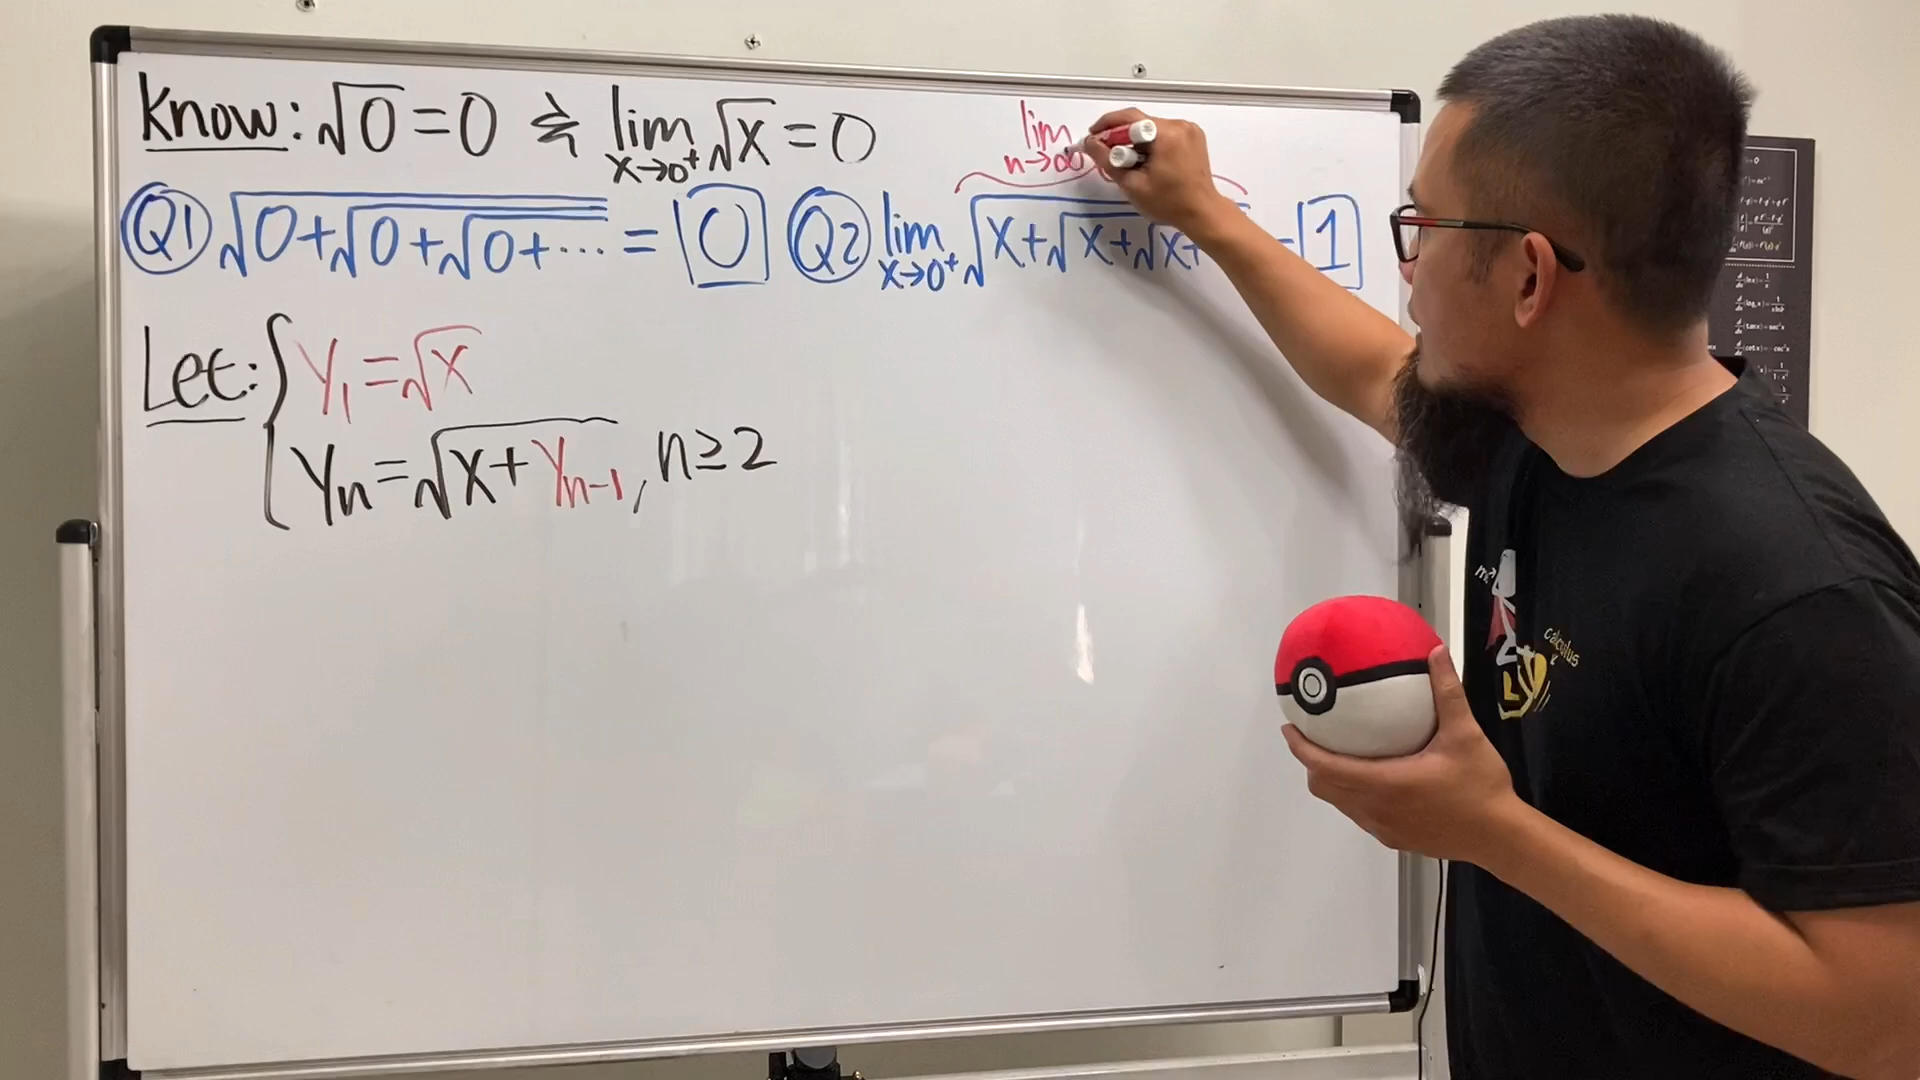 Know: √0 = 0 & lim x→0⁺ √x = 0
lim n→∞
Q1 √(0+√(0+√(0+⋯ = 0 Q2 lim x→0⁺ √(x+√(x+√(x+ = 1
Let: { y₁ = √x
yₙ = √(x+yₙ₋₁), n≥2
calculus